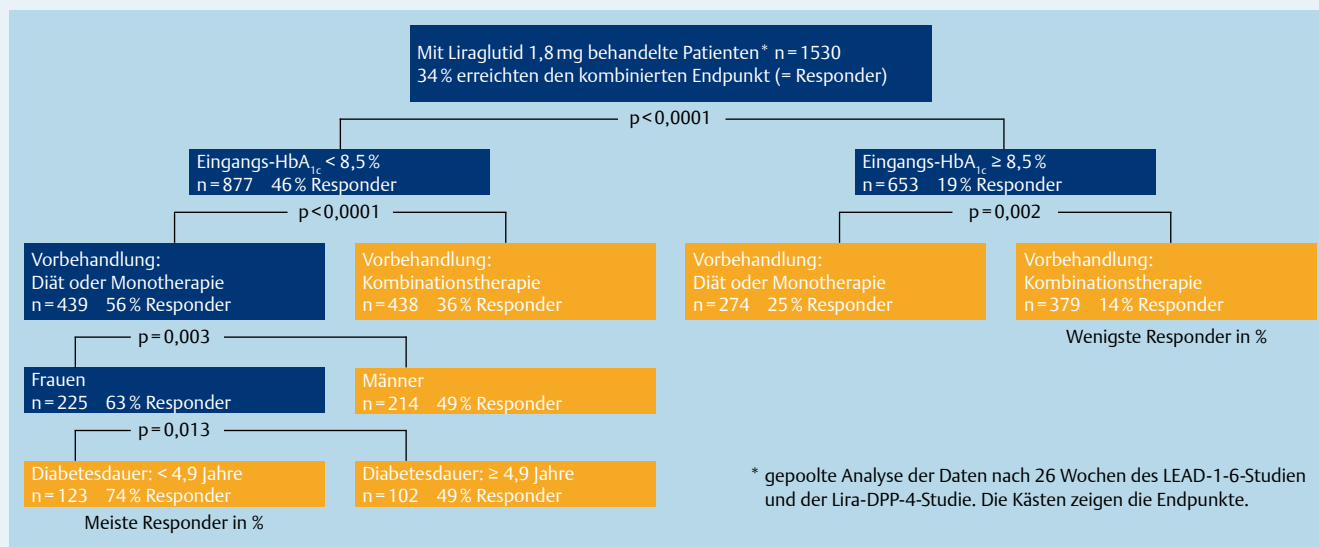 Mit Liraglutid 1,8 mg behandelte Patienten* n = 1530
34 % erreichten den kombinierten Endpunkt (= Responder)
p < 0,0001
Eingangs-HbA1c < 8,5 %
n = 877 46 % Responder
Eingangs-HbA1c ≥ 8,5 %
n = 653 19 % Responder
p < 0,0001
p = 0,002
Vorbehandlung:
Diät oder Monotherapie
n = 439 56 % Responder
Vorbehandlung:
Kombinationstherapie
n = 438 36 % Responder
Vorbehandlung:
Diät oder Monotherapie
n = 274 25 % Responder
Vorbehandlung:
Kombinationstherapie
n = 379 14 % Responder
Wenigste Responder in %
p = 0,003
Frauen
n = 225 63 % Responder
Männer
n = 214 49 % Responder
p = 0,013
Diabetesdauer: < 4,9 Jahre
n = 123 74 % Responder
Diabetesdauer: ≥ 4,9 Jahre
n = 102 49 % Responder
Meiste Responder in %
* gepoolte Analyse der Daten nach 26 Wochen des LEAD-1-6-Studien
und der Lira-DPP-4-Studie. Die Kästen zeigen die Endpunkte.